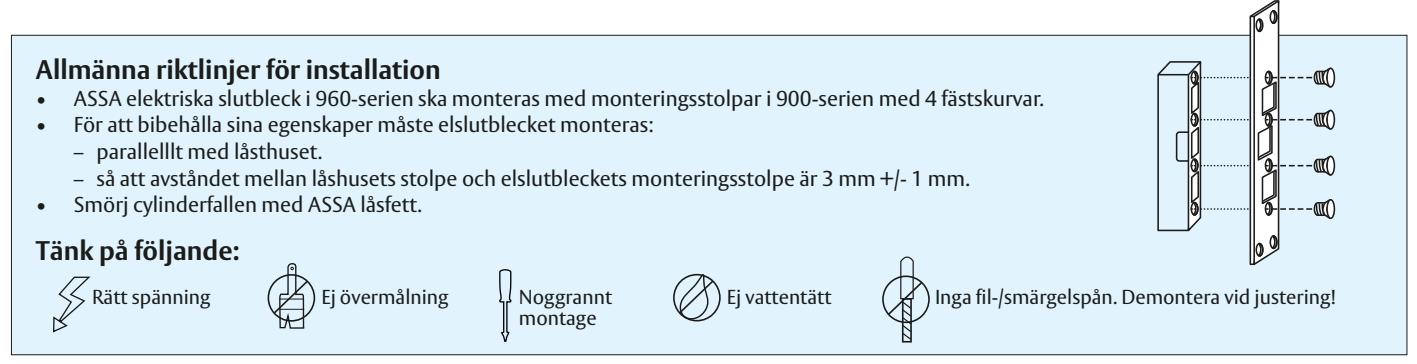 Allmänna riktlinjer för installation
• ASSA elektriska slutbleck i 960-serien ska monteras med monteringsstolpar i 900-serien med 4 fästskurvar.
• För att bibehålla sina egenskaper måste elslutblecket monteras:
– parallelllt med låsthuset.
– så att avståndet mellan låshusets stolpe och elslutbleckets monteringsstolpe är 3 mm +/- 1 mm.
• Smörj cylinderfallen med ASSA låsfett.
Tänk på följande:
Rätt spänning
Ej övermålning
Noggrannt
montage
Ej vattentätt
Inga fil-/smärgelspån. Demontera vid justering!